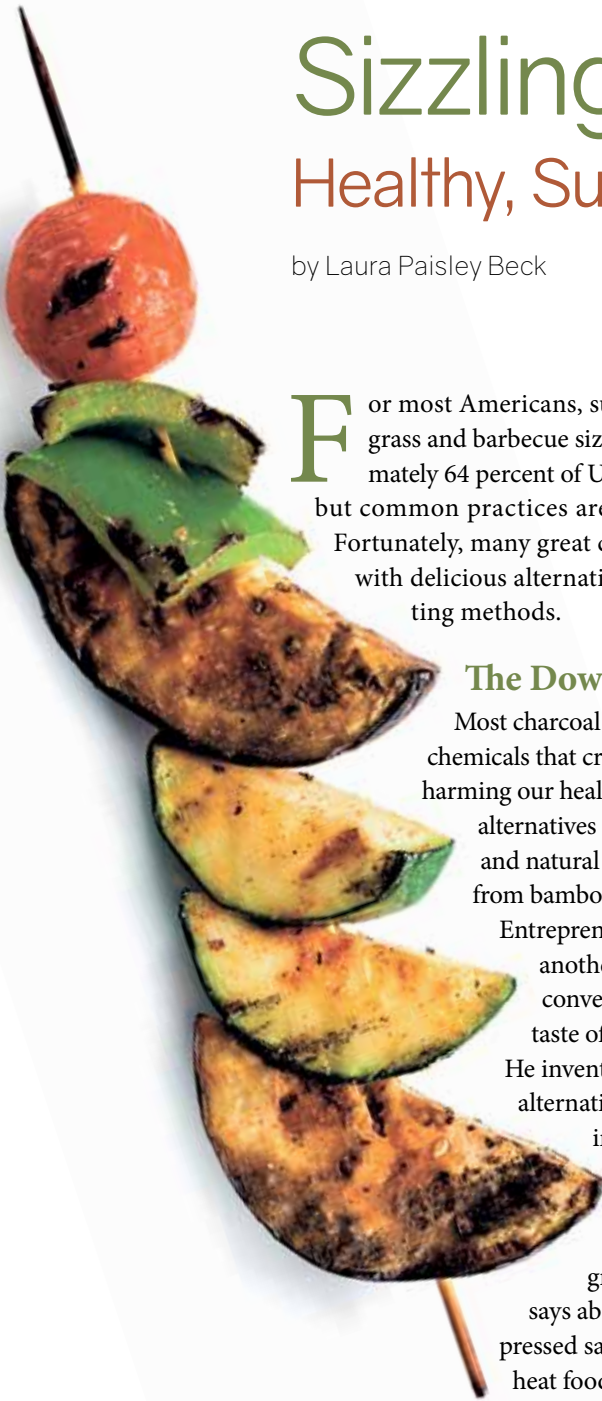 Sizzling
Healthy, Su
by Laura Paisley Beck
For most Americans, su
grass and barbecue siz
mately 64 percent of U
but common practices are
Fortunately, many great c
with delicious alternati
ting methods.
The Dow
Most charcoal
chemicals that cr
harming our heal
alternatives
and natural
from bambo
Entrepren
anothe
conve
taste of
He invent
alternati
i
g
says ab
pressed sa
heat food